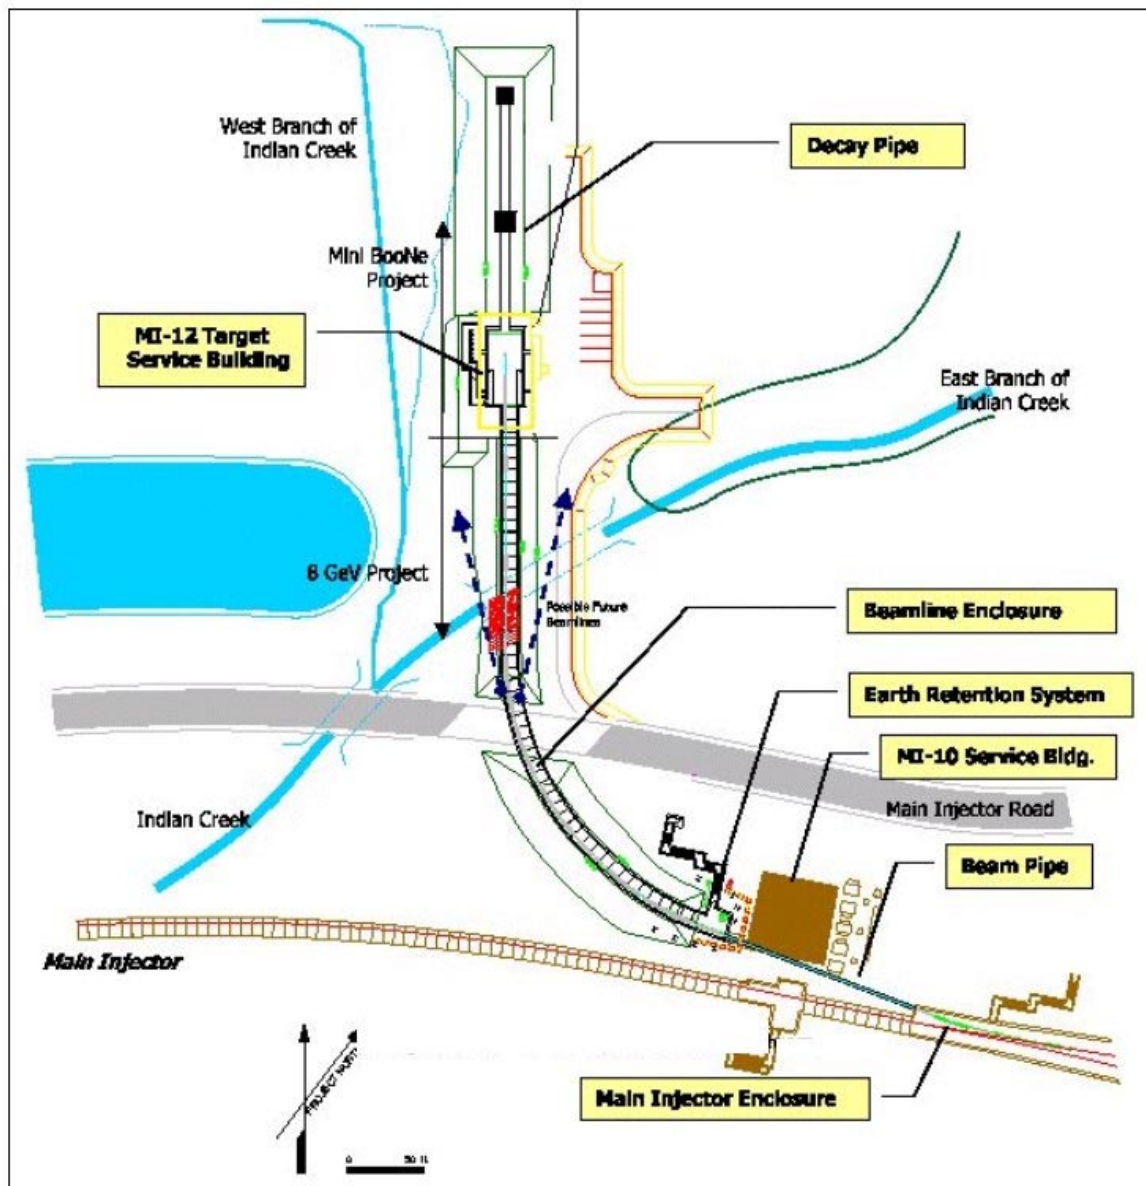 West Branch of
Indian Creek
Decay Pipe
Mini BooNe
Project
MI-12 Target
Service Building
East Branch of
Indian Creek
8 GeV Project
Possible Future
Beamlines
Beamline Enclosure
Earth Retention System
MI-10 Service Bldg.
Main Injector Road
Indian Creek
Beam Pipe
Main Injector
Main Injector Enclosure
PROJECT
0